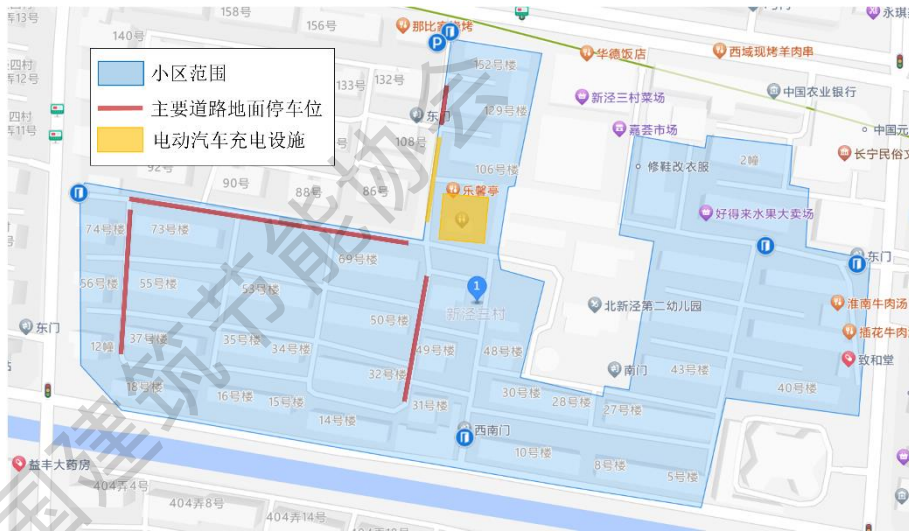 158号
156号
那比客烧烤
永琪
140号
华德饭店
西域现烤羊肉串
152号楼
小区范围
主要道路地面停车位
电动汽车充电设施
133号
132号
新泾三村菜场
中国农业银行
东门
129号楼
108号
嘉荟市场
中国元
修鞋改衣服
2幢
长宁民俗文
92号
90号
88号
86号
106号楼
乐馨亭
好得来水果大卖场
74号楼
73号楼
69号楼
东门
56号楼
55号楼
53号楼
1
新泾三村
北新泾第二幼儿园
淮南牛肉汤
东门
12幢
37号楼
35号楼
34号楼
50号楼
49号楼
48号楼
插花牛肉
致和堂
32号楼
南门
43号楼
40号楼
18号楼
16号楼
15号楼
14号楼
31号楼
30号楼
28号楼
27号楼
西南门
10号楼
8号楼
5号楼
益丰大药房
404弄4号
404弄8号
404弄14号
国建筑节能协会